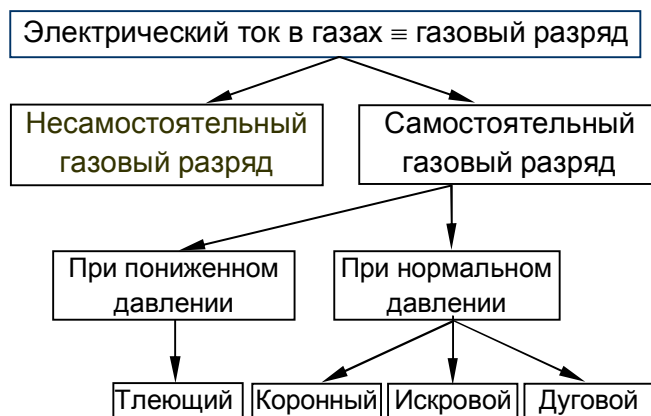 Электрический ток в газах ≡ газовый разряд
Несамостоятельный
газовый разряд
Самостоятельный
газовый разряд
При пониженном
давлении
При нормальном
давлении
Тлеющий
Коронный
Искровой
Дуговой